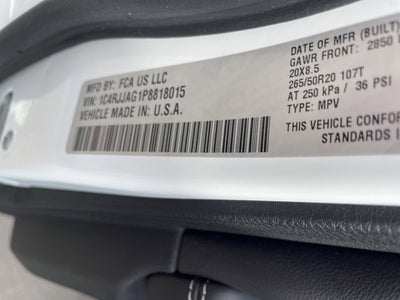 MFD BY: FCA US LLC
VIN: 1C4RJJAG1P8818015
VEHICLE MADE IN: U.S.A.
DATE OF MFR (BUILT)
GAWR FRONT: 2850
20X8.5
265/50R20 107T
AT 250 kPa / 36 PSI
TYPE: MPV
THIS VEHICLE CONFOR